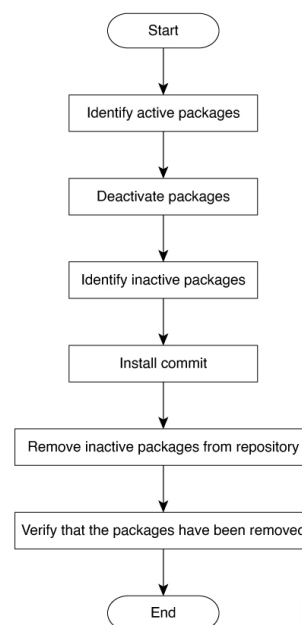 Start
Identify active packages
Deactivate packages
Identify inactive packages
Install commit
Remove inactive packages from repository
Verify that the packages have been removed
End